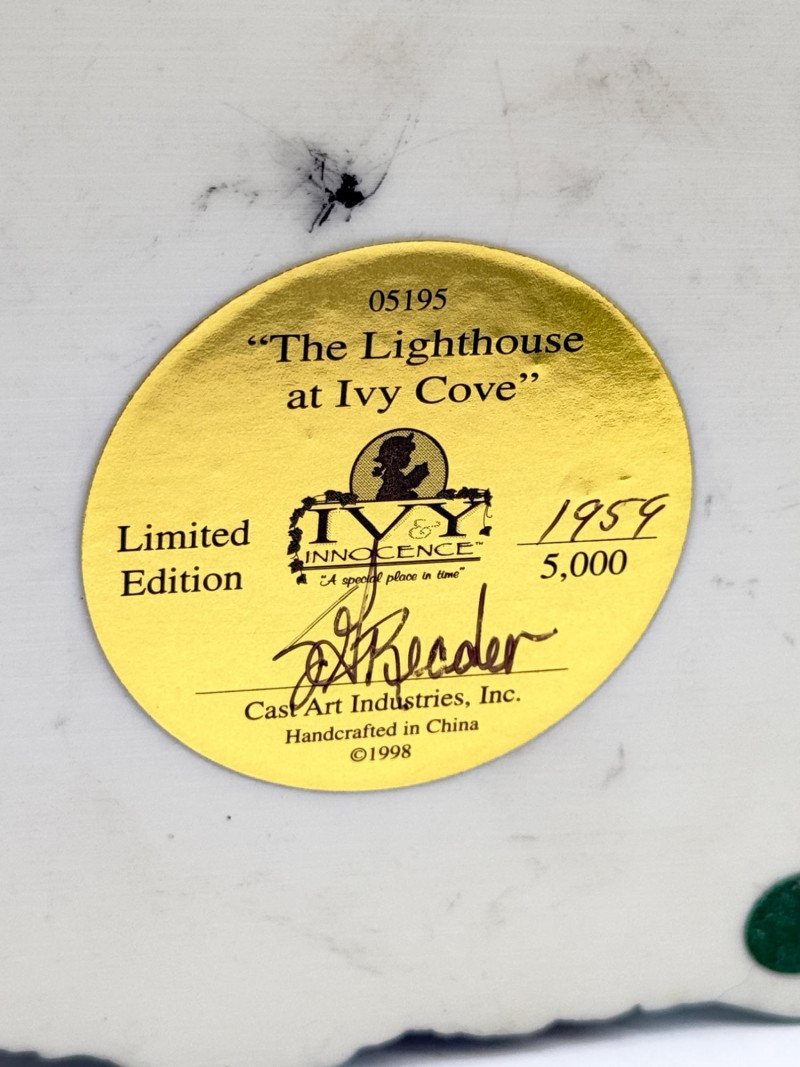 05195
“The Lighthouse
at Ivy Cove”
IVY &
INNOCENCE™
"A special place in time"
Limited
Edition
1959
5,000
Reader
Cast Art Industries, Inc.
Handcrafted in China
©1998